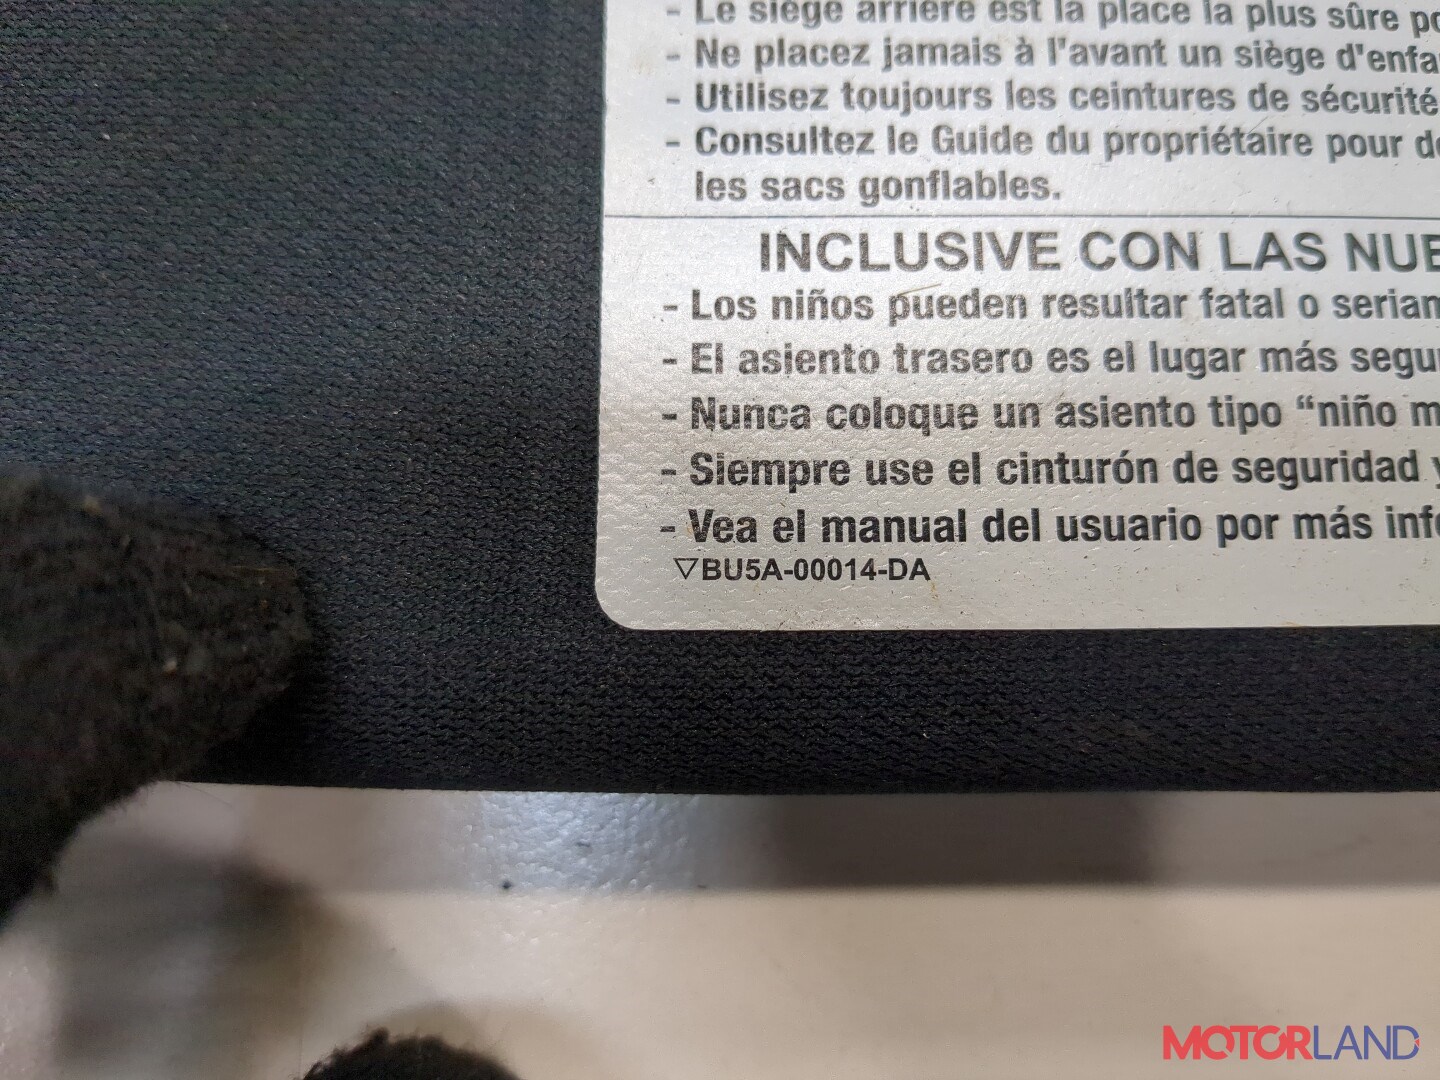 - Le siège arrière est la place la plus sûre
- Ne placez jamais à l'avant un siège
- Utilisez toujours les ceintures de sécurité
- Consultez le Guide du propriétaire pour
les sacs gonflables.
INCLUSIVE CON LAS
- Los niños pueden resultar fatal o
- El asiento trasero es el lugar más
- Nunca coloque un asiento tipo “niño
- Siempre use el cinturón de seguridad
- Vea el manual del usuario por más
▽BU5A-00014-DA
MOTORLAND